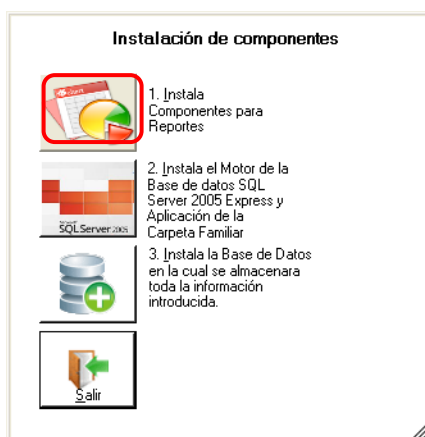 Instalación de componentes
1. Instala
Componentes para
Reportes
2. Instala el Motor de la
Base de datos SQL
Server 2005 Express y
Aplicación de la
Carpeta Familiar
SQL Server 2005
3. Instala la Base de Datos
en la cual se almacenara
toda la información
introducida.
Salir